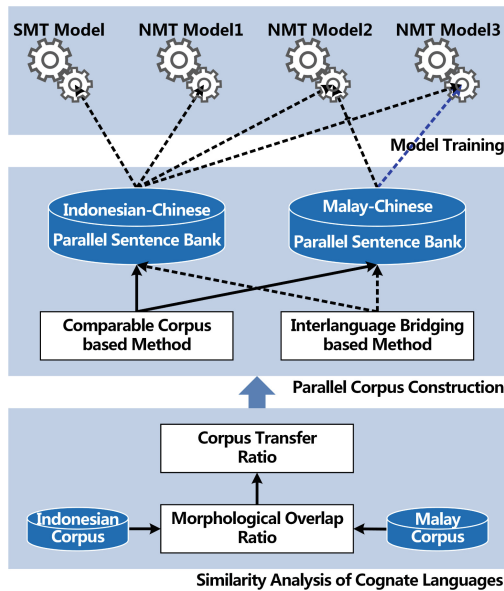 SMT Model
NMT Model1
NMT Model2
NMT Model3
Model Training
Indonesian-Chinese
Parallel Sentence Bank
Malay-Chinese
Parallel Sentence Bank
Comparable Corpus
based Method
Interlanguage Bridging
based Method
Parallel Corpus Construction
Corpus Transfer
Ratio
Indonesian
Corpus
Morphological Overlap
Ratio
Malay
Corpus
Similarity Analysis of Cognate Languages